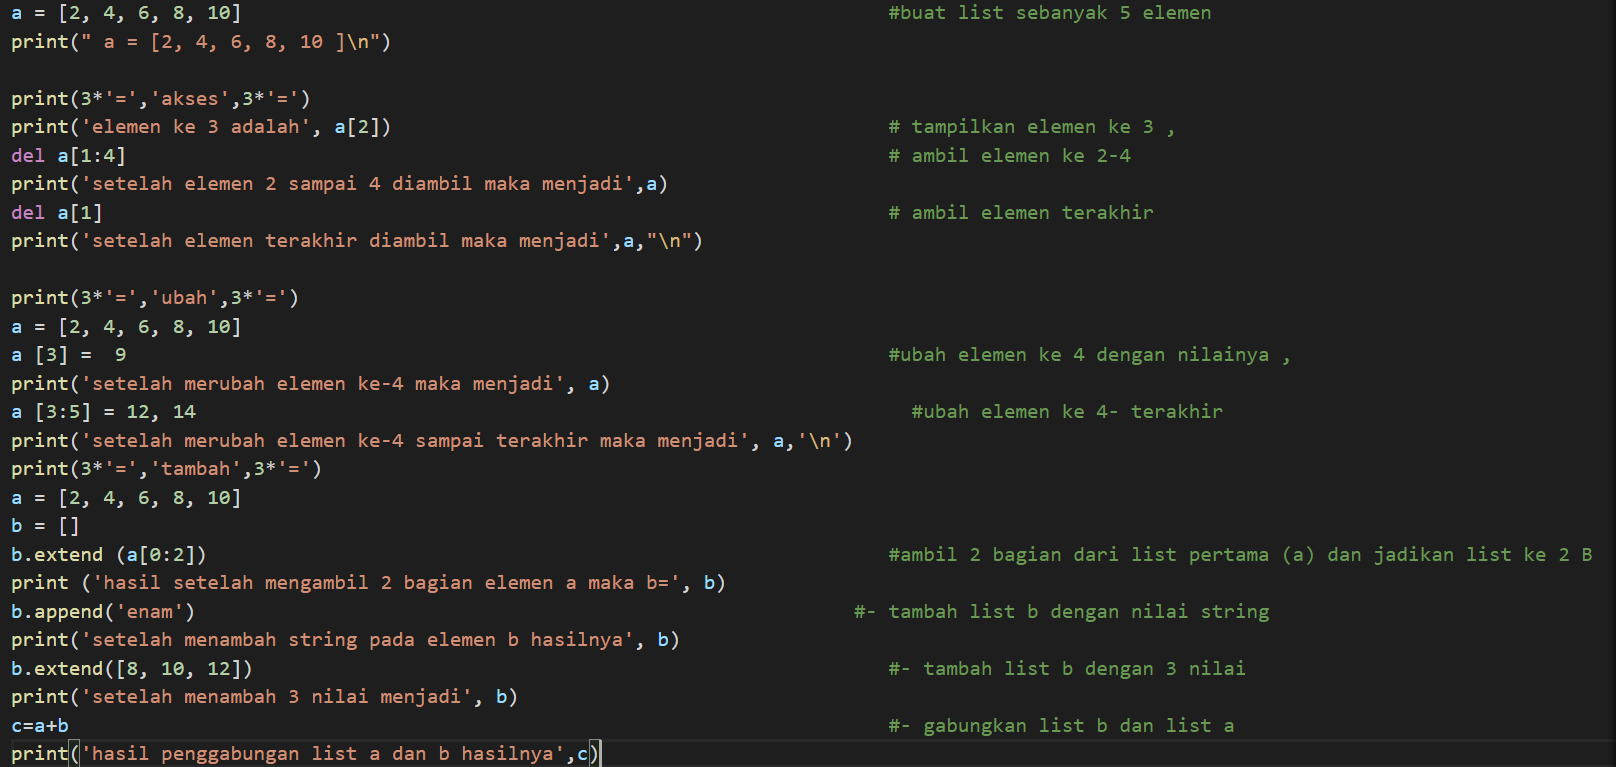 a = [2, 4, 6, 8, 10] #buat list sebanyak 5 elemen
print(" a = [2, 4, 6, 8, 10 ]\n")
print(3*'=','akses',3*'=')
print('elemen ke 3 adalah', a[2]) # tampilkan elemen ke 3 ,
del a[1:4] # ambil elemen ke 2-4
print('setelah elemen 2 sampai 4 diambil maka menjadi',a)
del a[1] # ambil elemen terakhir
print('setelah elemen terakhir diambil maka menjadi',a,"\n")
print(3*'=','ubah',3*'=')
a = [2, 4, 6, 8, 10]
a [3] =  9 #ubah elemen ke 4 dengan nilainya ,
print('setelah merubah elemen ke-4 maka menjadi', a)
a [3:5] = 12, 14 #ubah elemen ke 4- terakhir
print('setelah merubah elemen ke-4 sampai terakhir maka menjadi', a,'\n')
print(3*'=','tambah',3*'=')
a = [2, 4, 6, 8, 10]
b = []
b.extend (a[0:2]) #ambil 2 bagian dari list pertama (a) dan jadikan list ke 2 B
print ('hasil setelah mengambil 2 bagian elemen a maka b=', b)
b.append('enam') #- tambah list b dengan nilai string
print('setelah menambah string pada elemen b hasilnya', b)
b.extend([8, 10, 12]) #- tambah list b dengan 3 nilai
print('setelah menambah 3 nilai menjadi', b)
c=a+b #- gabungkan list b dan list a
print('hasil penggabungan list a dan b hasilnya',c)